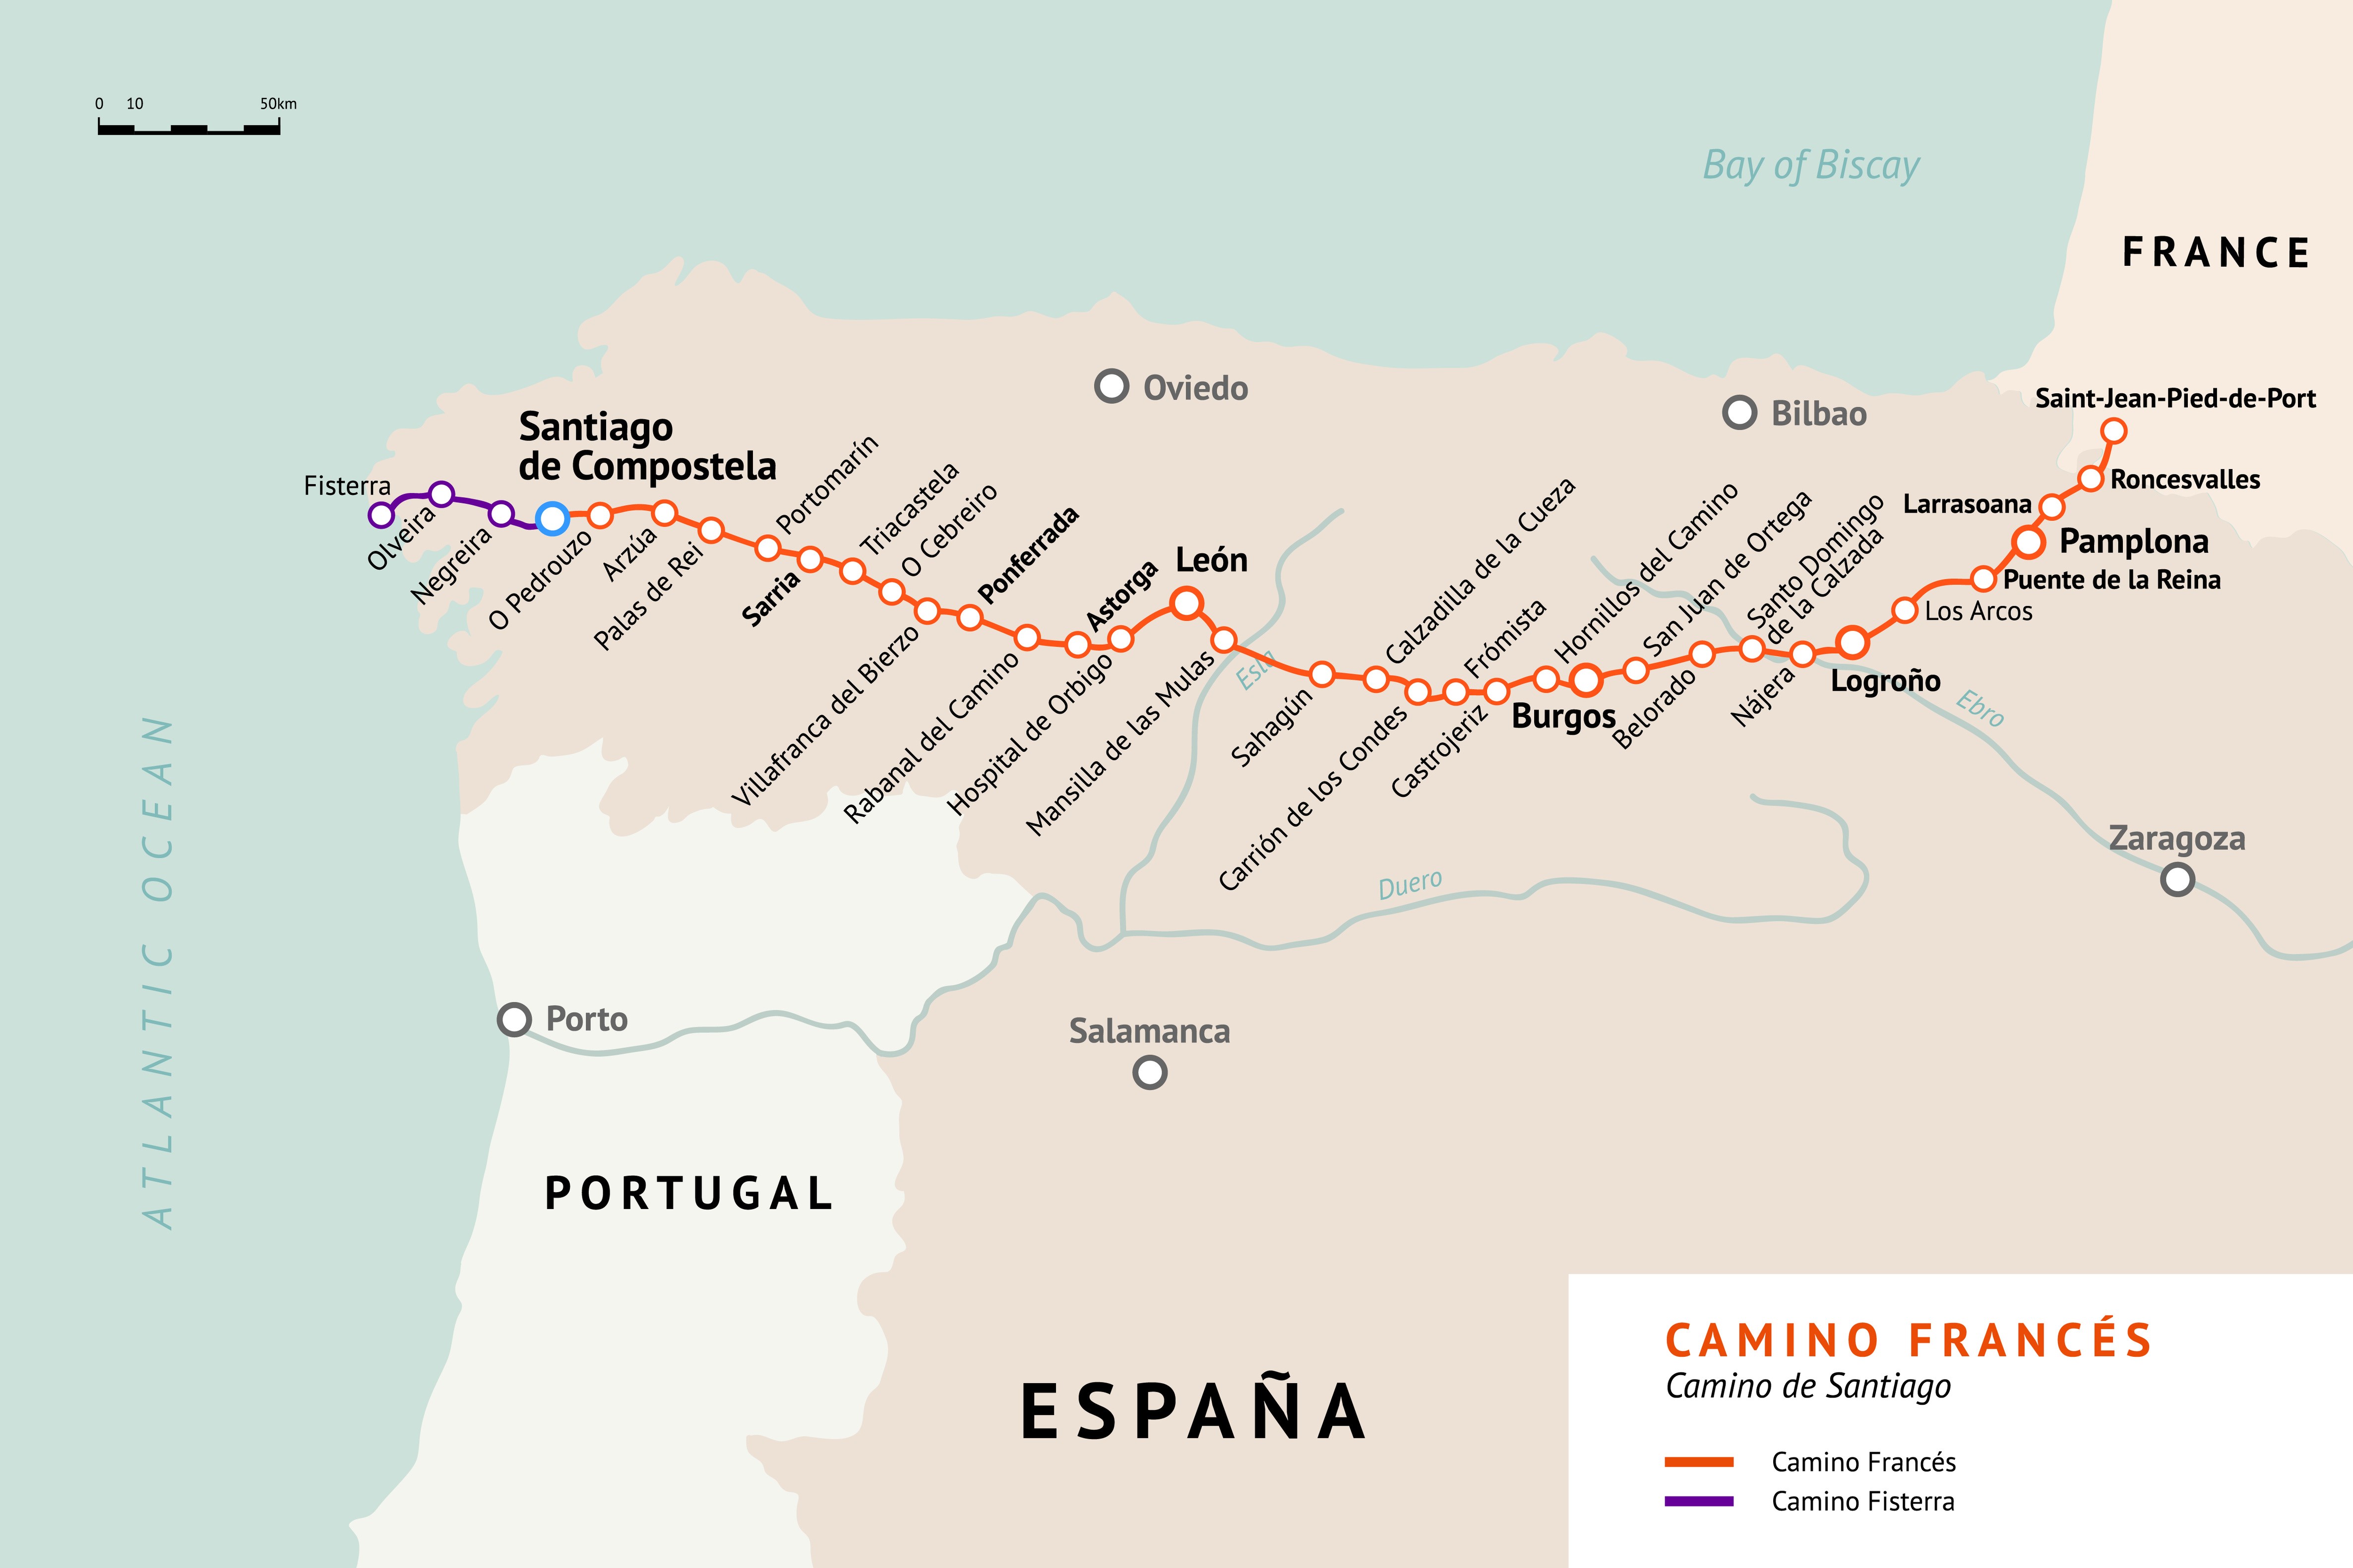 0 10 50km
Bay of Biscay
FRANCE
Oviedo
Bilbao
Saint-Jean-Pied-de-Port
Roncesvalles
Larrasoana
Pamplona
Puente de la Reina
Los Arcos
Logroño
Nájera
Santo Domingo
de la Calzada
Belorado
San Juan de Ortega
Burgos
Hornillos del Camino
Castrojeriz
Frómista
Carrión de los Condes
Calzadilla de la Cueza
Sahagún
Mansilla de las Mulas
León
Hospital de Orbigo
Astorga
Rabanal del Camino
Ponferrada
Villafranca del Bierzo
O Cebreiro
Triacastela
Sarria
Portomarín
Palas de Rei
Arzúa
O Pedrouzo
Santiago
de Compostela
Negreira
Olveira
Fisterra
Esla
Ebro
Duero
Zaragoza
ATLANTIC OCEAN
Porto
Salamanca
PORTUGAL
ESPAÑA
CAMINO FRANCÉS
Camino de Santiago
Camino Francés
Camino Fisterra